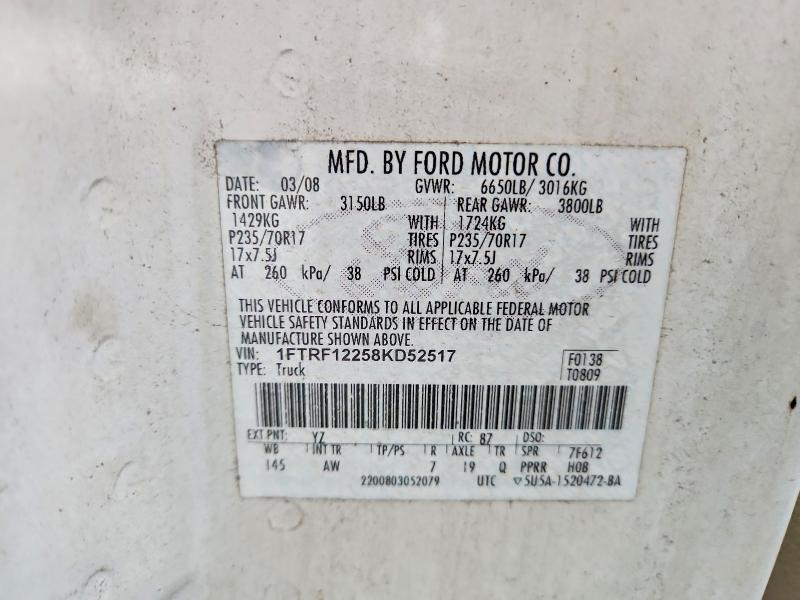 MFD. BY FORD MOTOR CO.
DATE: 03/08 GVWR: 6650LB/ 3016KG
FRONT GAWR: 3150LB REAR GAWR: 3800LB
1429KG WITH 1724KG WITH
P235/70R17 TIRES P235/70R17 TIRES
17x7.5J RIMS 17x7.5J RIMS
AT 260 kPa/ 38 PSI COLD AT 260 kPa/ 38 PSI COLD
THIS VEHICLE CONFORMS TO ALL APPLICABLE FEDERAL MOTOR
VEHICLE SAFETY STANDARDS IN EFFECT ON THE DATE OF
MANUFACTURE SHOWN ABOVE.
VIN: 1FTRF12258KD52517 F0138
TYPE: Truck T0809
EXT PNT: YZ RC: 87 DSO:
WB INT TR TP/PS R AXLE TR SPR 7F612
145 AW 7 19 Q PPRR H0B
2200803052079 UTC ▽5U5A-1520472-BA